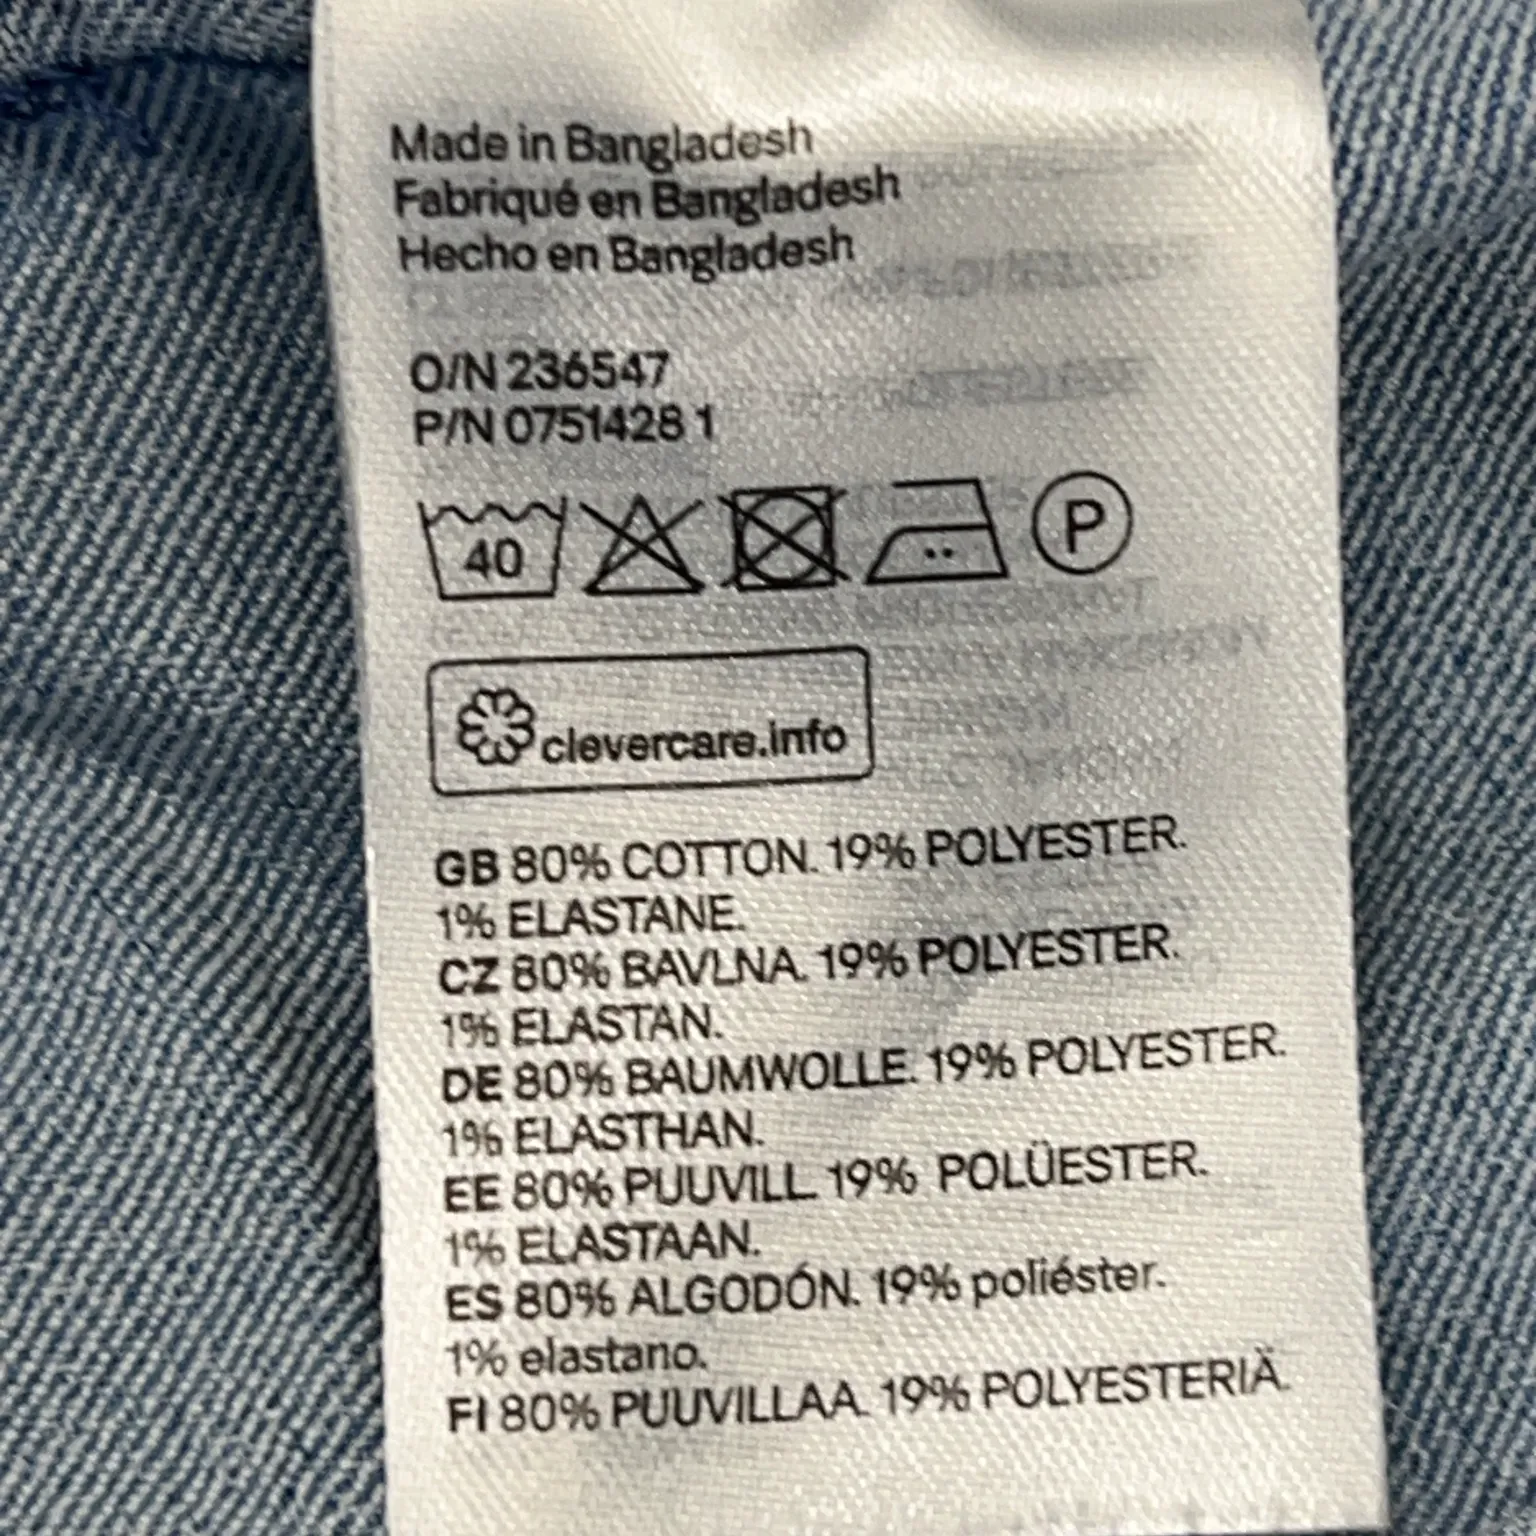 Made in Bangladesh
Fabriqué en Bangladesh
Hecho en Bangladesh
O/N 236547
P/N 0751428 1
40 P
clevercare.info
GB 80% COTTON. 19% POLYESTER.
1% ELASTANE.
CZ 80% BAVLNA. 19% POLYESTER.
1% ELASTAN.
DE 80% BAUMWOLLE. 19% POLYESTER.
1% ELASTHAN.
EE 80% PUUVILL. 19% POLÜESTER.
1% ELASTAAN.
ES 80% ALGODÓN. 19% poliéster.
1% elastano.
FI 80% PUUVILLAA. 19% POLYESTERIÄ.